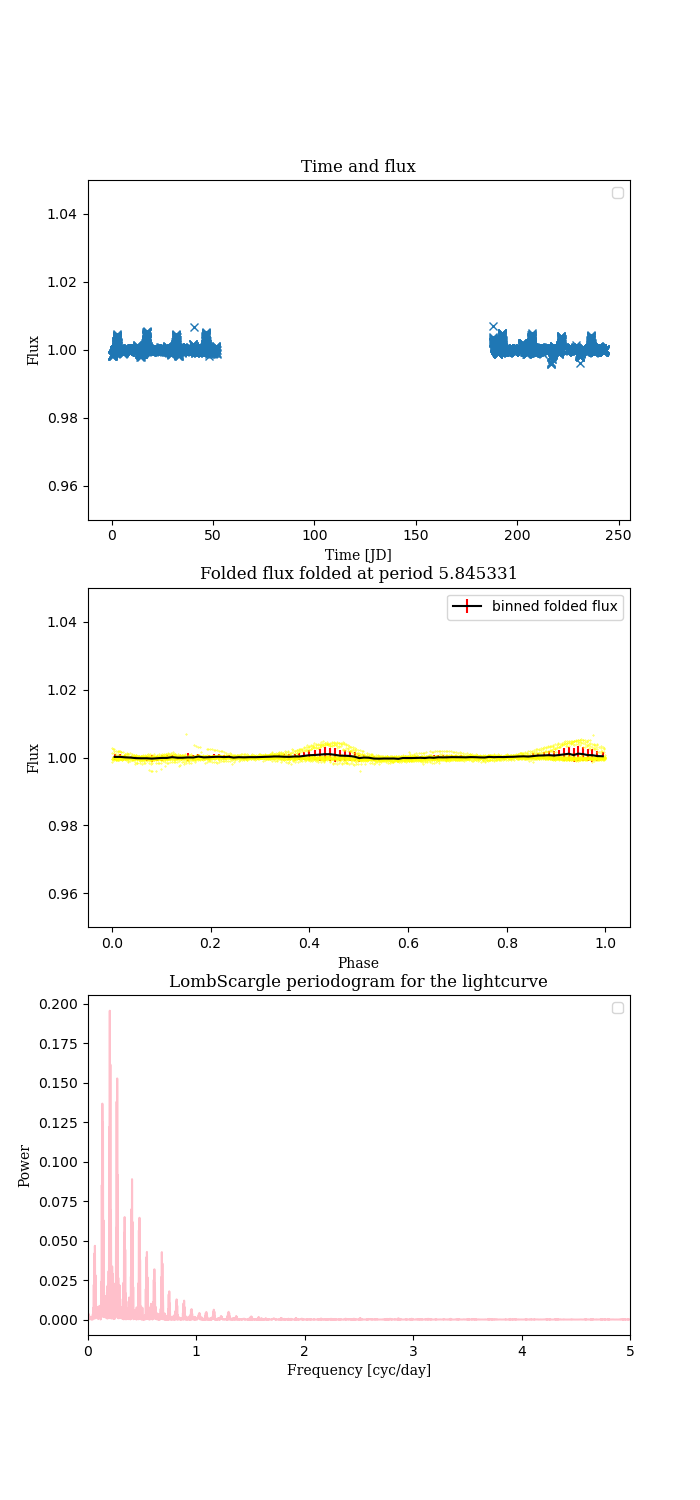 Time and flux
1.04
1.02
1.00
0.98
0.96
Flux
0 50 100 150 200 250
Time [JD]
Folded flux folded at period 5.845331
binned folded flux
1.04
1.02
1.00
0.98
0.96
Flux
0.0 0.2 0.4 0.6 0.8 1.0
Phase
LombScargle periodogram for the lightcurve
0.200
0.175
0.150
0.125
0.100
0.075
0.050
0.025
0.000
Power
0 1 2 3 4 5
Frequency [cyc/day]